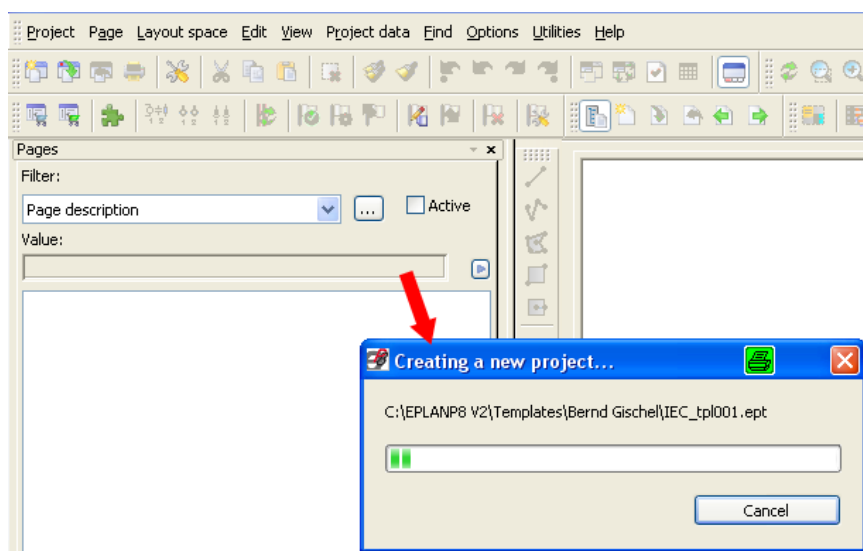 Project Page Layout space Edit View Project data Find Options Utilities Help
Pages
Filter:
Page description
...
Active
Value:
Creating a new project...
C:\EPLANP8 V2\Templates\Bernd Gischel\IEC_tpl001.ept
Cancel